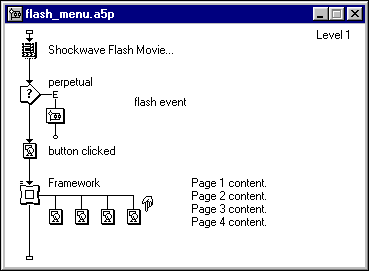 flash_menu.a5p
Level 1
Shockwave Flash Movie...
perpetual
? E
flash event
button clicked
Framework
Page 1 content.
Page 2 content.
Page 3 content.
Page 4 content.